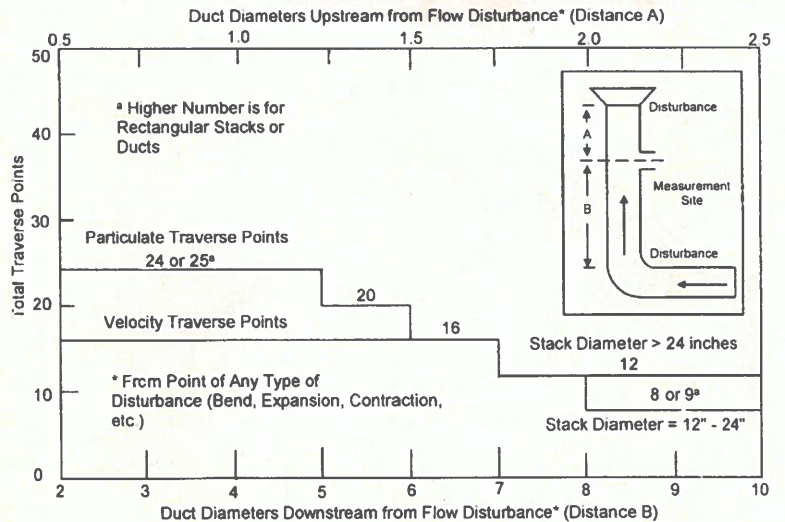 Duct Diameters Upstream from Flow Disturbance* (Distance A)
0.5 1.0 1.5 2.0 2.5
50
40
30
20
10
0
Total Traverse Points
ª Higher Number is for
Rectangular Stacks or
Ducts
Disturbance
A
Measurement
Site
B
Disturbance
Particulate Traverse Points
24 or 25ª
20
Velocity Traverse Points
16
Stack Diameter > 24 inches
12
* From Point of Any Type of
Disturbance (Bend, Expansion, Contraction,
etc.)
8 or 9ª
Stack Diameter = 12" - 24"
2 3 4 5 6 7 8 9 10
Duct Diameters Downstream from Flow Disturbance* (Distance B)